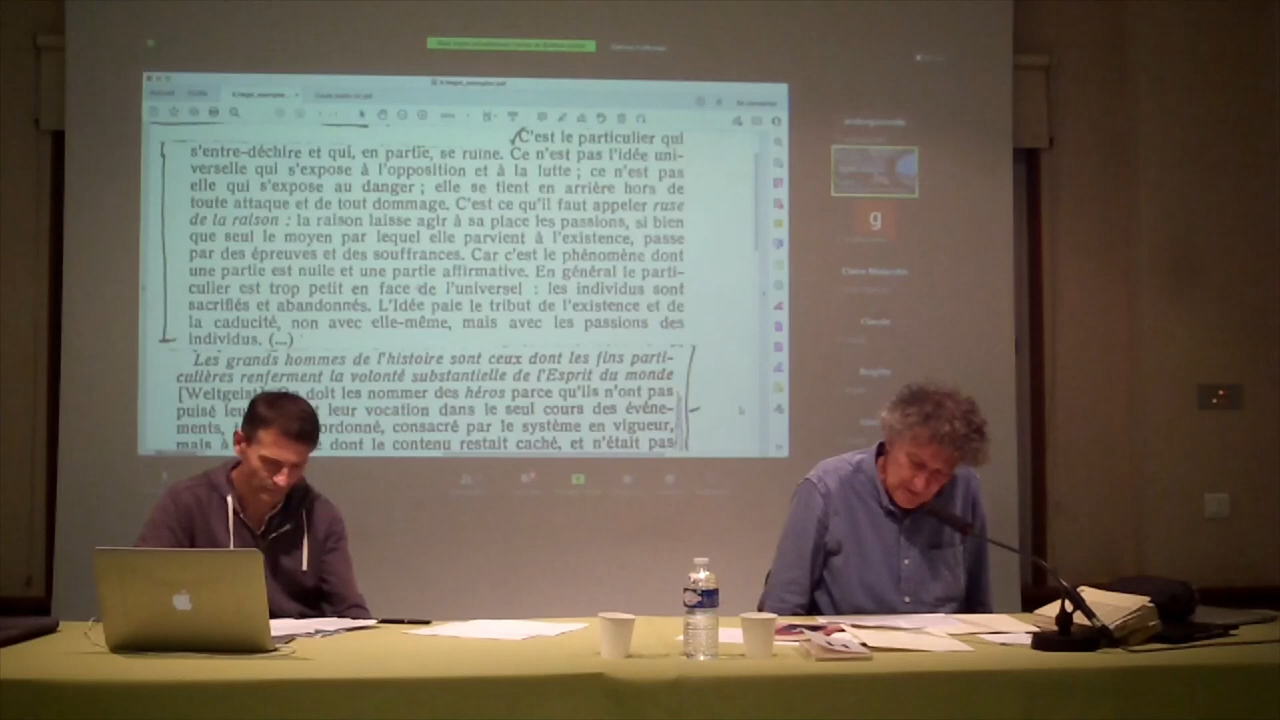 C'est le particulier qui
s'entre-déchire et qui, en partie, se ruine. Ce n'est pas l'Idée uni-
verselle qui s'expose à l'opposition et à la lutte ; ce n'est pas
elle qui s'expose au danger ; elle se tient en arrière hors de
toute attaque et de tout dommage. C'est ce qu'il faut appeler ruse
de la raison : la raison laisse agir à sa place les passions, si bien
que seul le moyen par lequel elle parvient à l'existence, passe
par des épreuves et des souffrances. Car c'est le phénomène dont
une partie est nulle et une partie affirmative. En général le parti-
culier est trop petit en face de l'universel : les individus sont
sacrifiés et abandonnés. L'Idée paie le tribut de l'existence et de
la caducité, non avec elle-même, mais avec les passions des
individus. (...)
Les grands hommes de l'histoire sont ceux dont les fins parti-
culières renferment la volonté substantielle de l'Esprit du monde
[Weltgeist] doit les nommer des héros parce qu'ils n'ont pas
puisé leur vocation dans le seul cours des événe-
ments, ordonné, consacré par le système en vigueur,
mais à dont le contenu restait caché, et n'était pas
g